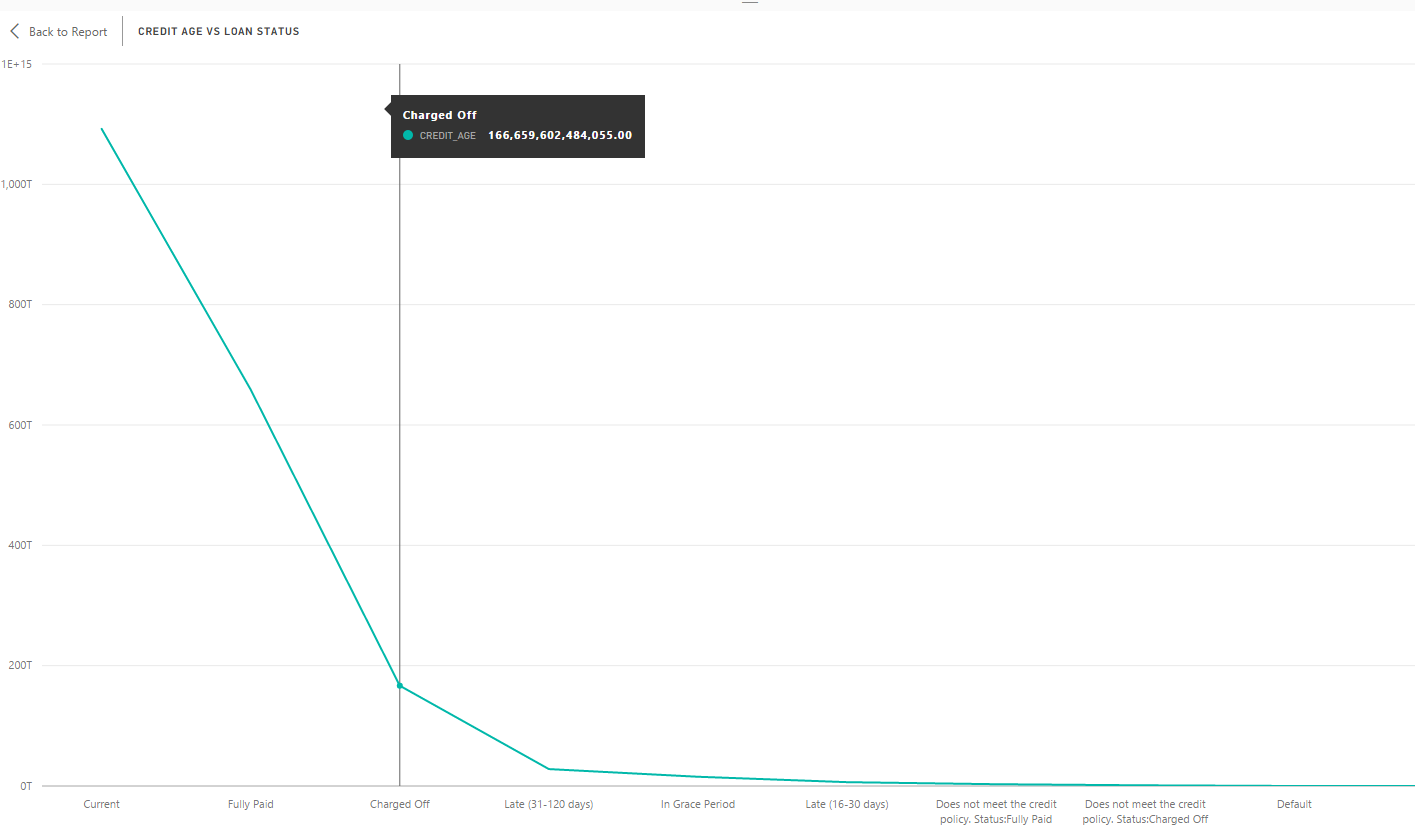 Back to Report
CREDIT AGE VS LOAN STATUS
1E+15
Charged Off
CREDIT_AGE 166,659,602,484,055.00
1,000T
800T
600T
400T
200T
0T
Current
Fully Paid
Charged Off
Late (31-120 days)
In Grace Period
Late (16-30 days)
Does not meet the credit
policy. Status:Fully Paid
Does not meet the credit
policy. Status:Charged Off
Default